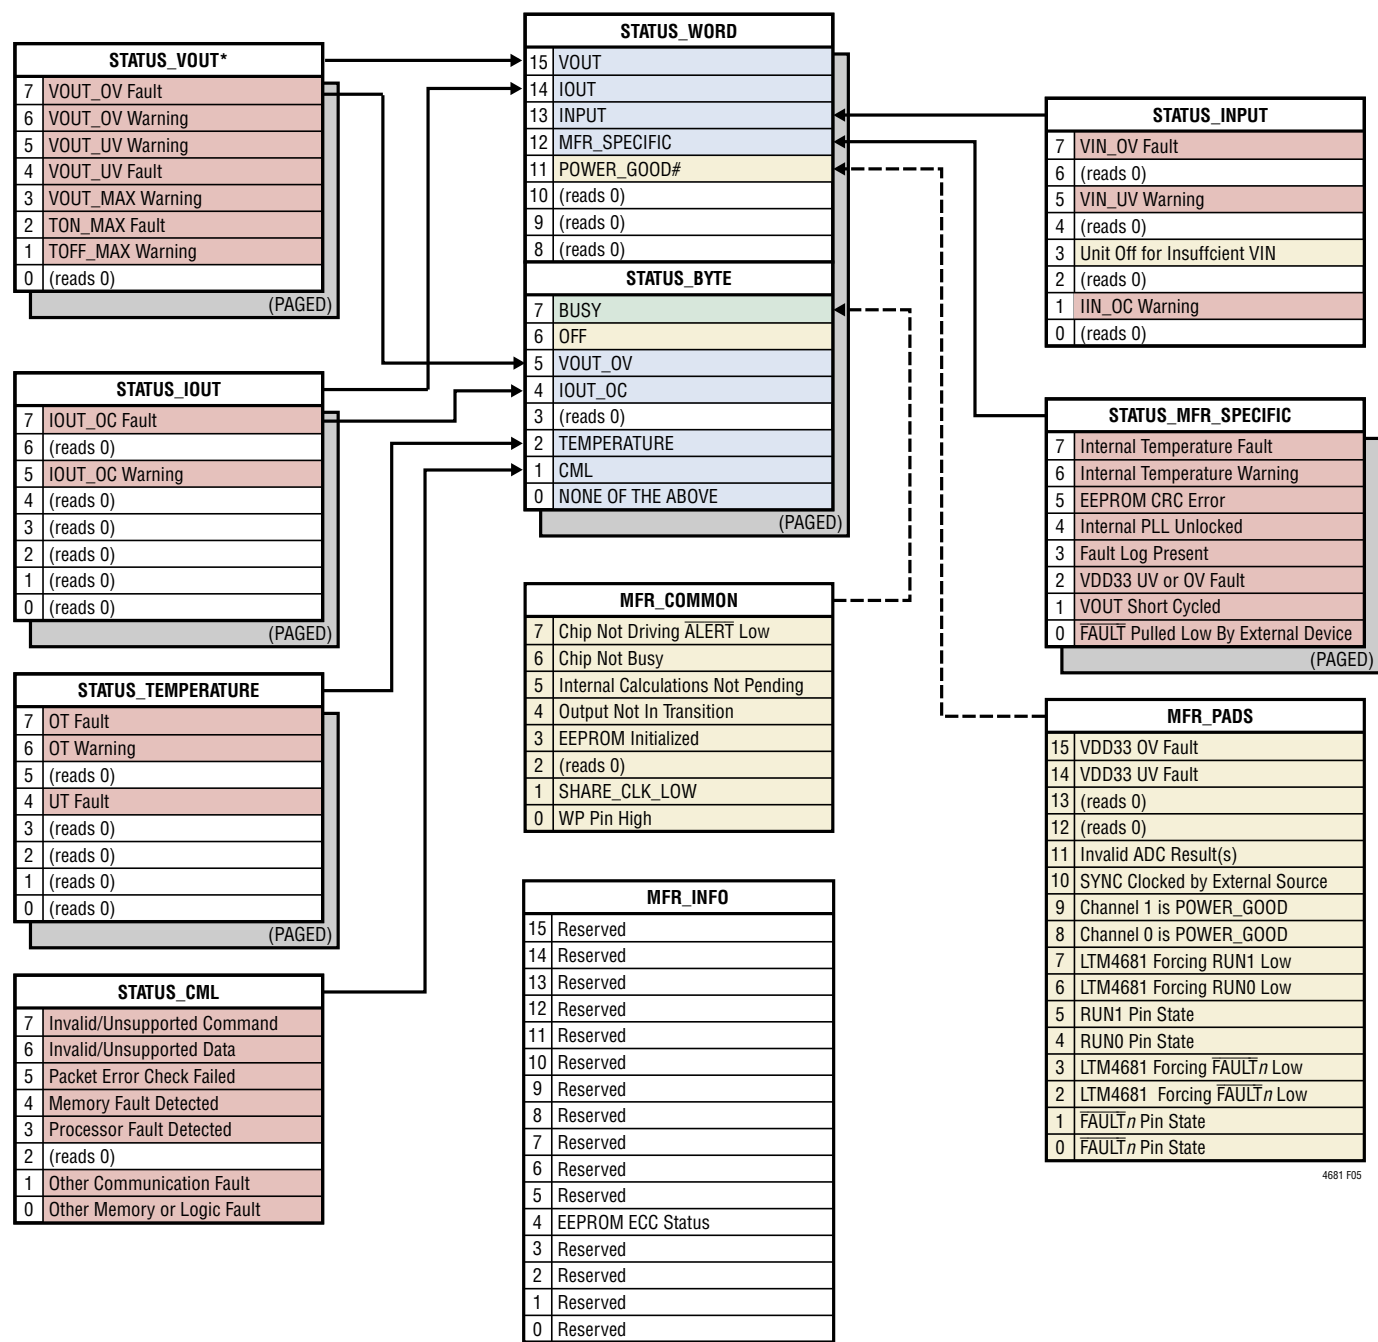 STATUS_VOUT*
7 VOUT_OV Fault
6 VOUT_OV Warning
5 VOUT_UV Warning
4 VOUT_UV Fault
3 VOUT_MAX Warning
2 TON_MAX Fault
1 TOFF_MAX Warning
0 (reads 0)
(PAGED)
STATUS_IOUT
7 IOUT_OC Fault
6 (reads 0)
5 IOUT_OC Warning
4 (reads 0)
3 (reads 0)
2 (reads 0)
1 (reads 0)
0 (reads 0)
(PAGED)
STATUS_TEMPERATURE
7 OT Fault
6 OT Warning
5 (reads 0)
4 UT Fault
3 (reads 0)
2 (reads 0)
1 (reads 0)
0 (reads 0)
(PAGED)
STATUS_CML
7 Invalid/Unsupported Command
6 Invalid/Unsupported Data
5 Packet Error Check Failed
4 Memory Fault Detected
3 Processor Fault Detected
2 (reads 0)
1 Other Communication Fault
0 Other Memory or Logic Fault
STATUS_WORD
15 VOUT
14 IOUT
13 INPUT
12 MFR_SPECIFIC
11 POWER_GOOD#
10 (reads 0)
9 (reads 0)
8 (reads 0)
STATUS_BYTE
7 BUSY
6 OFF
5 VOUT_OV
4 IOUT_OC
3 (reads 0)
2 TEMPERATURE
1 CML
0 NONE OF THE ABOVE
(PAGED)
MFR_COMMON
7 Chip Not Driving ALERT Low
6 Chip Not Busy
5 Internal Calculations Not Pending
4 Output Not In Transition
3 EEPROM Initialized
2 (reads 0)
1 SHARE_CLK_LOW
0 WP Pin High
MFR_INFO
15 Reserved
14 Reserved
13 Reserved
12 Reserved
11 Reserved
10 Reserved
9 Reserved
8 Reserved
7 Reserved
6 Reserved
5 Reserved
4 EEPROM ECC Status
3 Reserved
2 Reserved
1 Reserved
0 Reserved
STATUS_INPUT
7 VIN_OV Fault
6 (reads 0)
5 VIN_UV Warning
4 (reads 0)
3 Unit Off for Insuffcient VIN
2 (reads 0)
1 IIN_OC Warning
0 (reads 0)
STATUS_MFR_SPECIFIC
7 Internal Temperature Fault
6 Internal Temperature Warning
5 EEPROM CRC Error
4 Internal PLL Unlocked
3 Fault Log Present
2 VDD33 UV or OV Fault
1 VOUT Short Cycled
0 FAULT Pulled Low By External Device
(PAGED)
MFR_PADS
15 VDD33 OV Fault
14 VDD33 UV Fault
13 (reads 0)
12 (reads 0)
11 Invalid ADC Result(s)
10 SYNC Clocked by External Source
9 Channel 1 is POWER_GOOD
8 Channel 0 is POWER_GOOD
7 LTM4681 Forcing RUN1 Low
6 LTM4681 Forcing RUN0 Low
5 RUN1 Pin State
4 RUN0 Pin State
3 LTM4681 Forcing FAULTn Low
2 LTM4681 Forcing FAULTn Low
1 FAULTn Pin State
0 FAULTn Pin State
4681 F05